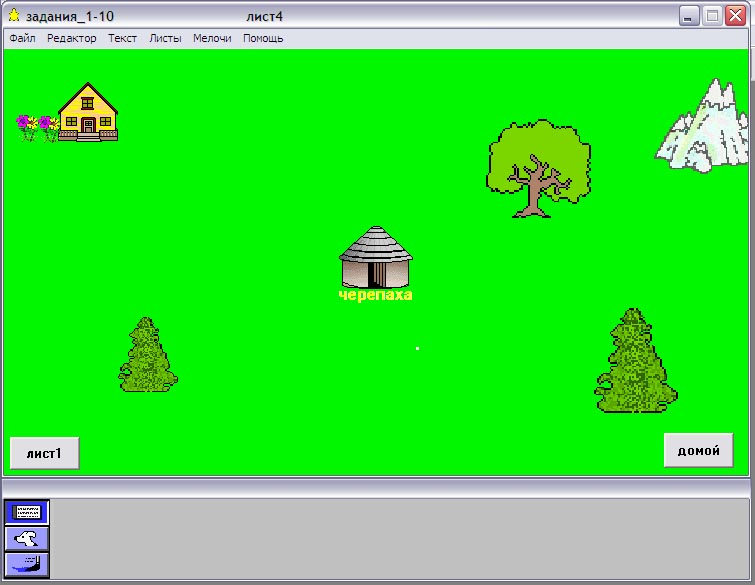 задания_1-10 лист4
Файл Редактор Текст Листы Мелочи Помощь
черепаха
лист1
домой